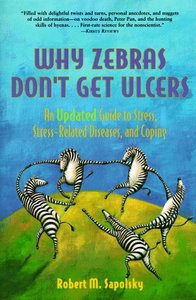 "Filled with delightful twists and turns, personal anecdotes, and nuggets
of information—on voodoo death, Peter Pan, and the hunting
skills of hyenas. . . . First-rate science for the nonscientist."
—KIRKUS REVIEWS
WHY ZEBRAS
DON'T GET ULCERS
An Updated Guide to Stress,
Stress-Related Diseases, and Coping
Robert M. Sapolsky